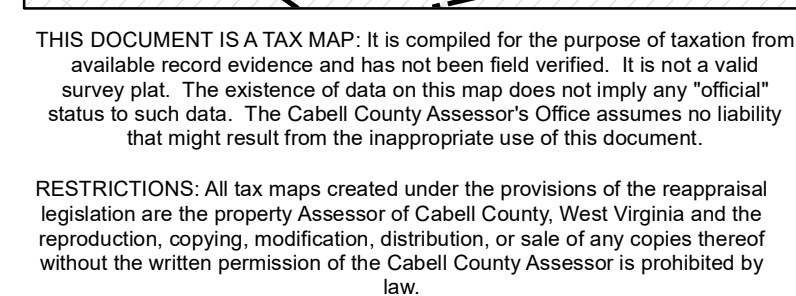 THIS DOCUMENT IS A TAX MAP: It is compiled for the purpose of taxation from
available record evidence and has not been field verified.  It is not a valid
survey plat.  The existence of data on this map does not imply any "official"
status to such data.  The Cabell County Assessor's Office assumes no liability
that might result from the inappropriate use of this document.
RESTRICTIONS: All tax maps created under the provisions of the reappraisal
legislation are the property Assessor of Cabell County, West Virginia and the
reproduction, copying, modification, distribution, or sale of any copies thereof
without the written permission of the Cabell County Assessor is prohibited by
law.